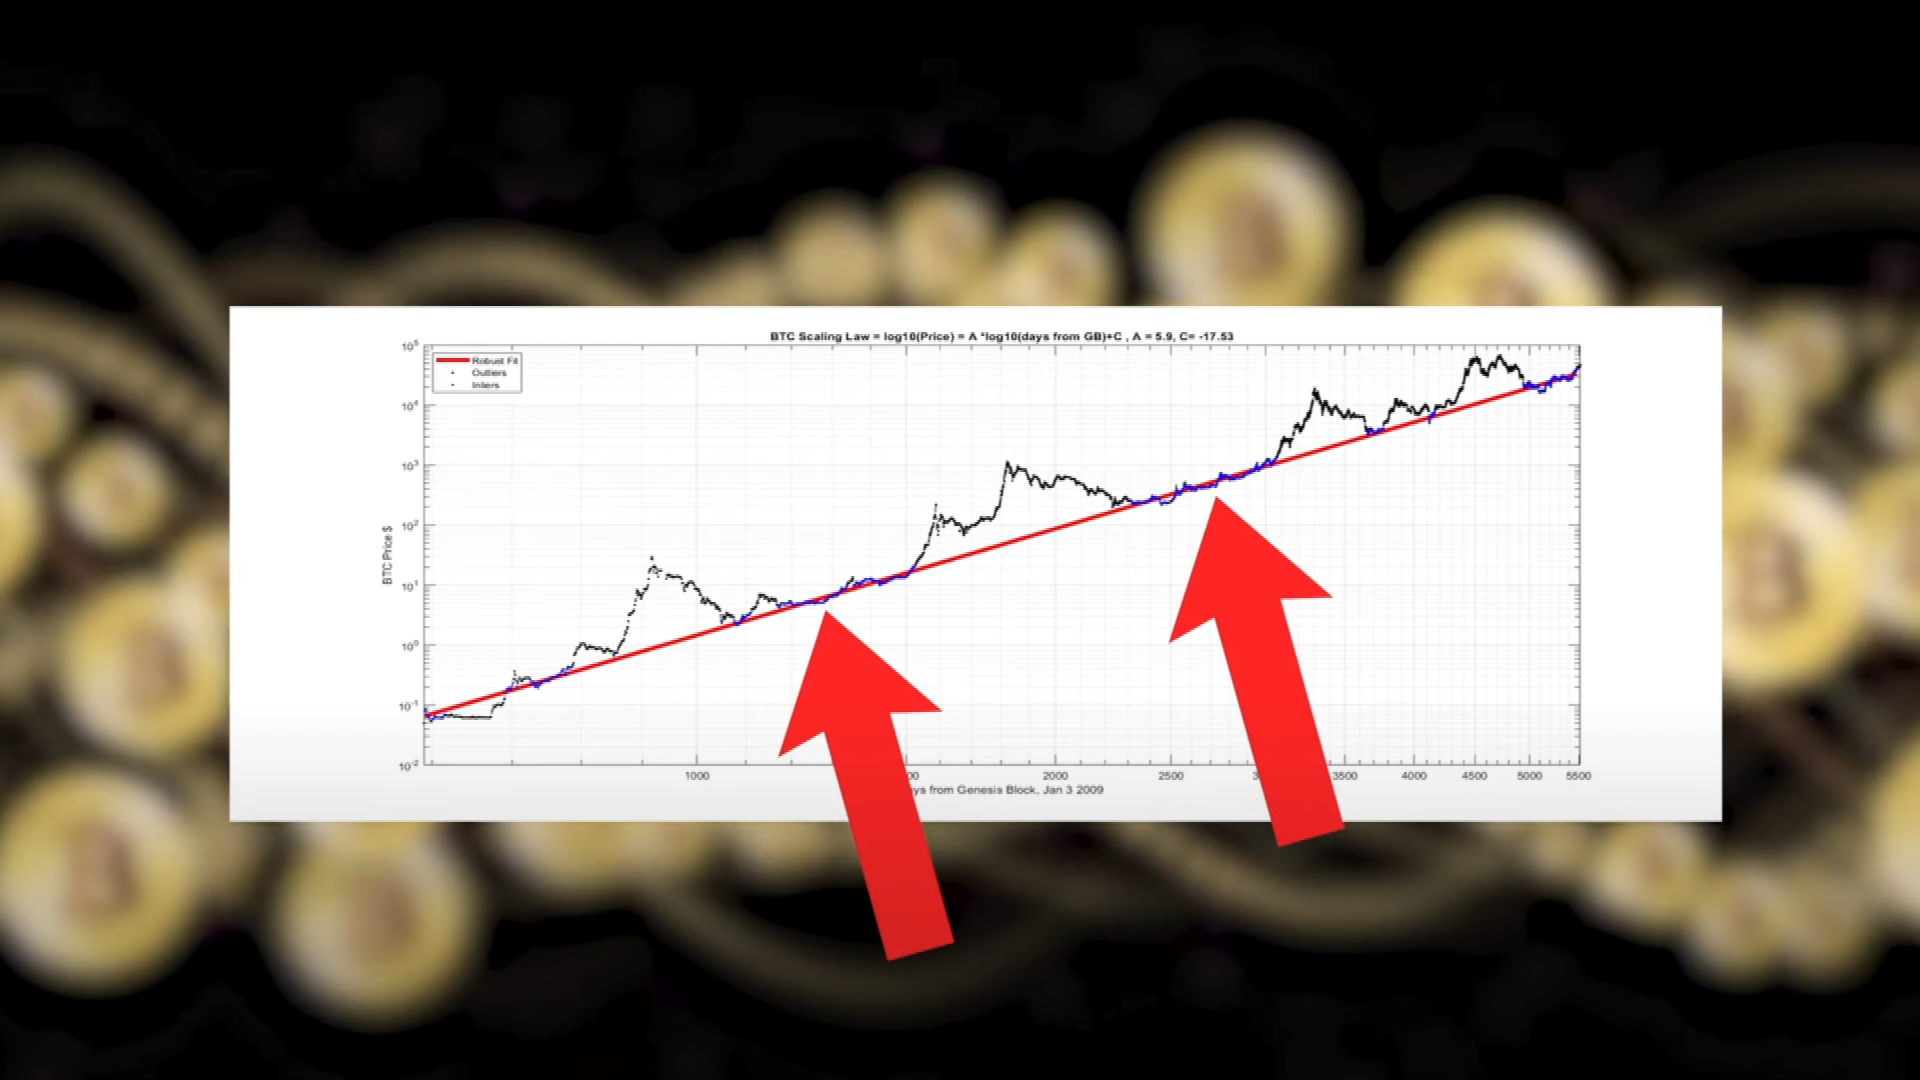 BTC Scaling Law = log10(Price) = A *log10(days from GB)+C , A = 5.9, C= -17.53
Robust Fit
Outliers
Inliers
BTC Price $
10^5
10^4
10^3
10^2
10^1
10^0
10^-1
10^-2
1000 2000 2500 3500 4000 4500 5000 5500
from Genesis Block, Jan 3 2009